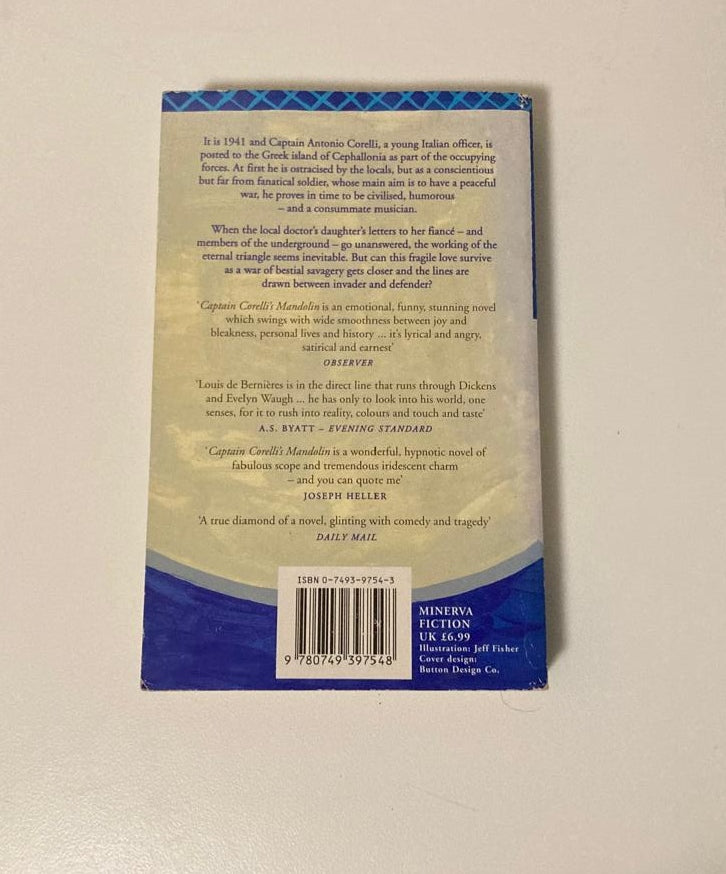 It is 1941 and Captain Antonio Corelli, a young Italian officer, is
posted to the Greek island of Cephallonia as part of the occupying
forces. At first he is ostracised by the locals, but as a conscientious
but far from fanatical soldier, whose main aim is to have a peaceful
war, he proves in time to be civilised, humorous
– and a consummate musician.
When the local doctor's daughter's letters to her fiancé – and
members of the underground – go unanswered, the working of the
eternal triangle seems inevitable. But can this fragile love survive
as a war of bestial savagery gets closer and the lines are
drawn between invader and defender?
'Captain Corelli's Mandolin is an emotional, funny, stunning novel
which swings with wide smoothness between joy and
bleakness, personal lives and history ... it's lyrical and angry,
satirical and earnest'
OBSERVER
'Louis de Bernières is in the direct line that runs through Dickens
and Evelyn Waugh ... he has only to look into his world, one
senses, for it to rush into reality, colours and touch and taste'
A.S. BYATT – EVENING STANDARD
'Captain Corelli's Mandolin is a wonderful, hypnotic novel of
fabulous scope and tremendous iridescent charm
– and you can quote me'
JOSEPH HELLER
'A true diamond of a novel, glinting with comedy and tragedy'
DAILY MAIL
ISBN 0-7493-9754-3
9 780749 397548
MINERVA
FICTION
UK £6.99
Illustration: Jeff Fisher
Cover design:
Button Design Co.